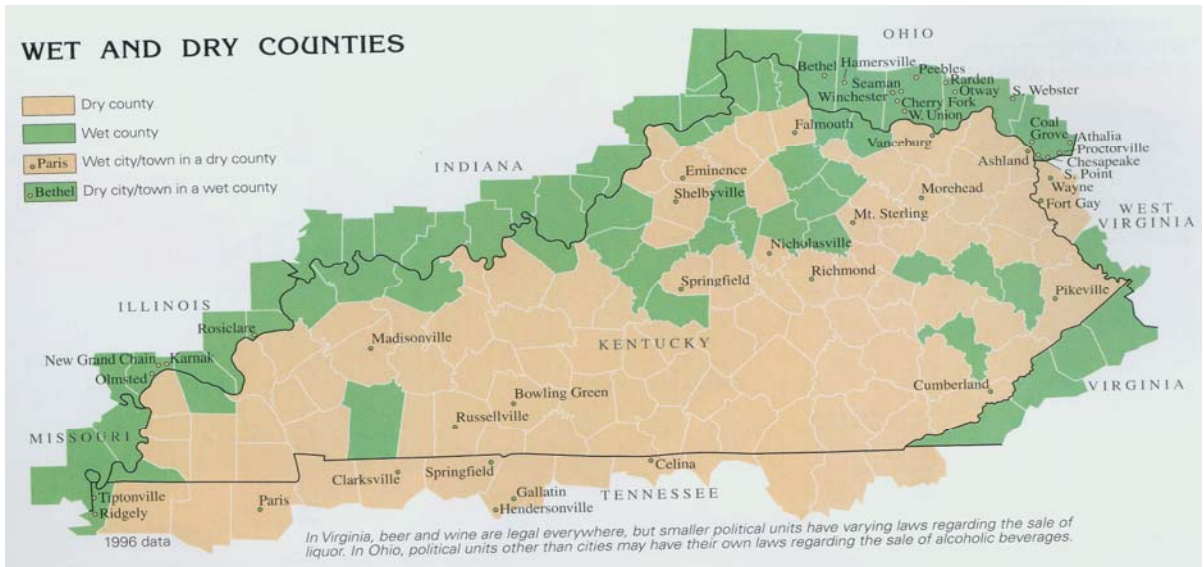 WET AND DRY COUNTIES
Dry county
Wet county
Paris Wet city/town in a dry county
Bethel Dry city/town in a wet county
OHIO
Bethel
Hamersville
Peebles
Seaman
Rarden
Winchester
Otway
S. Webster
Cherry Fork
W. Union
Falmouth
Vanceburg
Coal
Grove
Athalia
Proctorville
Ashland
Chesapeake
S. Point
INDIANA
Eminence
Wayne
Shelbyville
Morehead
Fort Gay
WEST
VIRGINIA
Mt. Sterling
Nicholasville
Springfield
Richmond
Pikeville
ILLINOIS
Rosiclare
Madisonville
KENTUCKY
New Grand Chain
Karnak
Olmsted
Cumberland
VIRGINIA
Bowling Green
Russellville
MISSOURI
Clarksville
Springfield
Celina
TENNESSEE
Tiptonville
Paris
Gallatin
Ridgely
Hendersonville
1996 data
In Virginia, beer and wine are legal everywhere, but smaller political units have varying laws regarding the sale of
liquor. In Ohio, political units other than cities may have their own laws regarding the sale of alcoholic beverages.